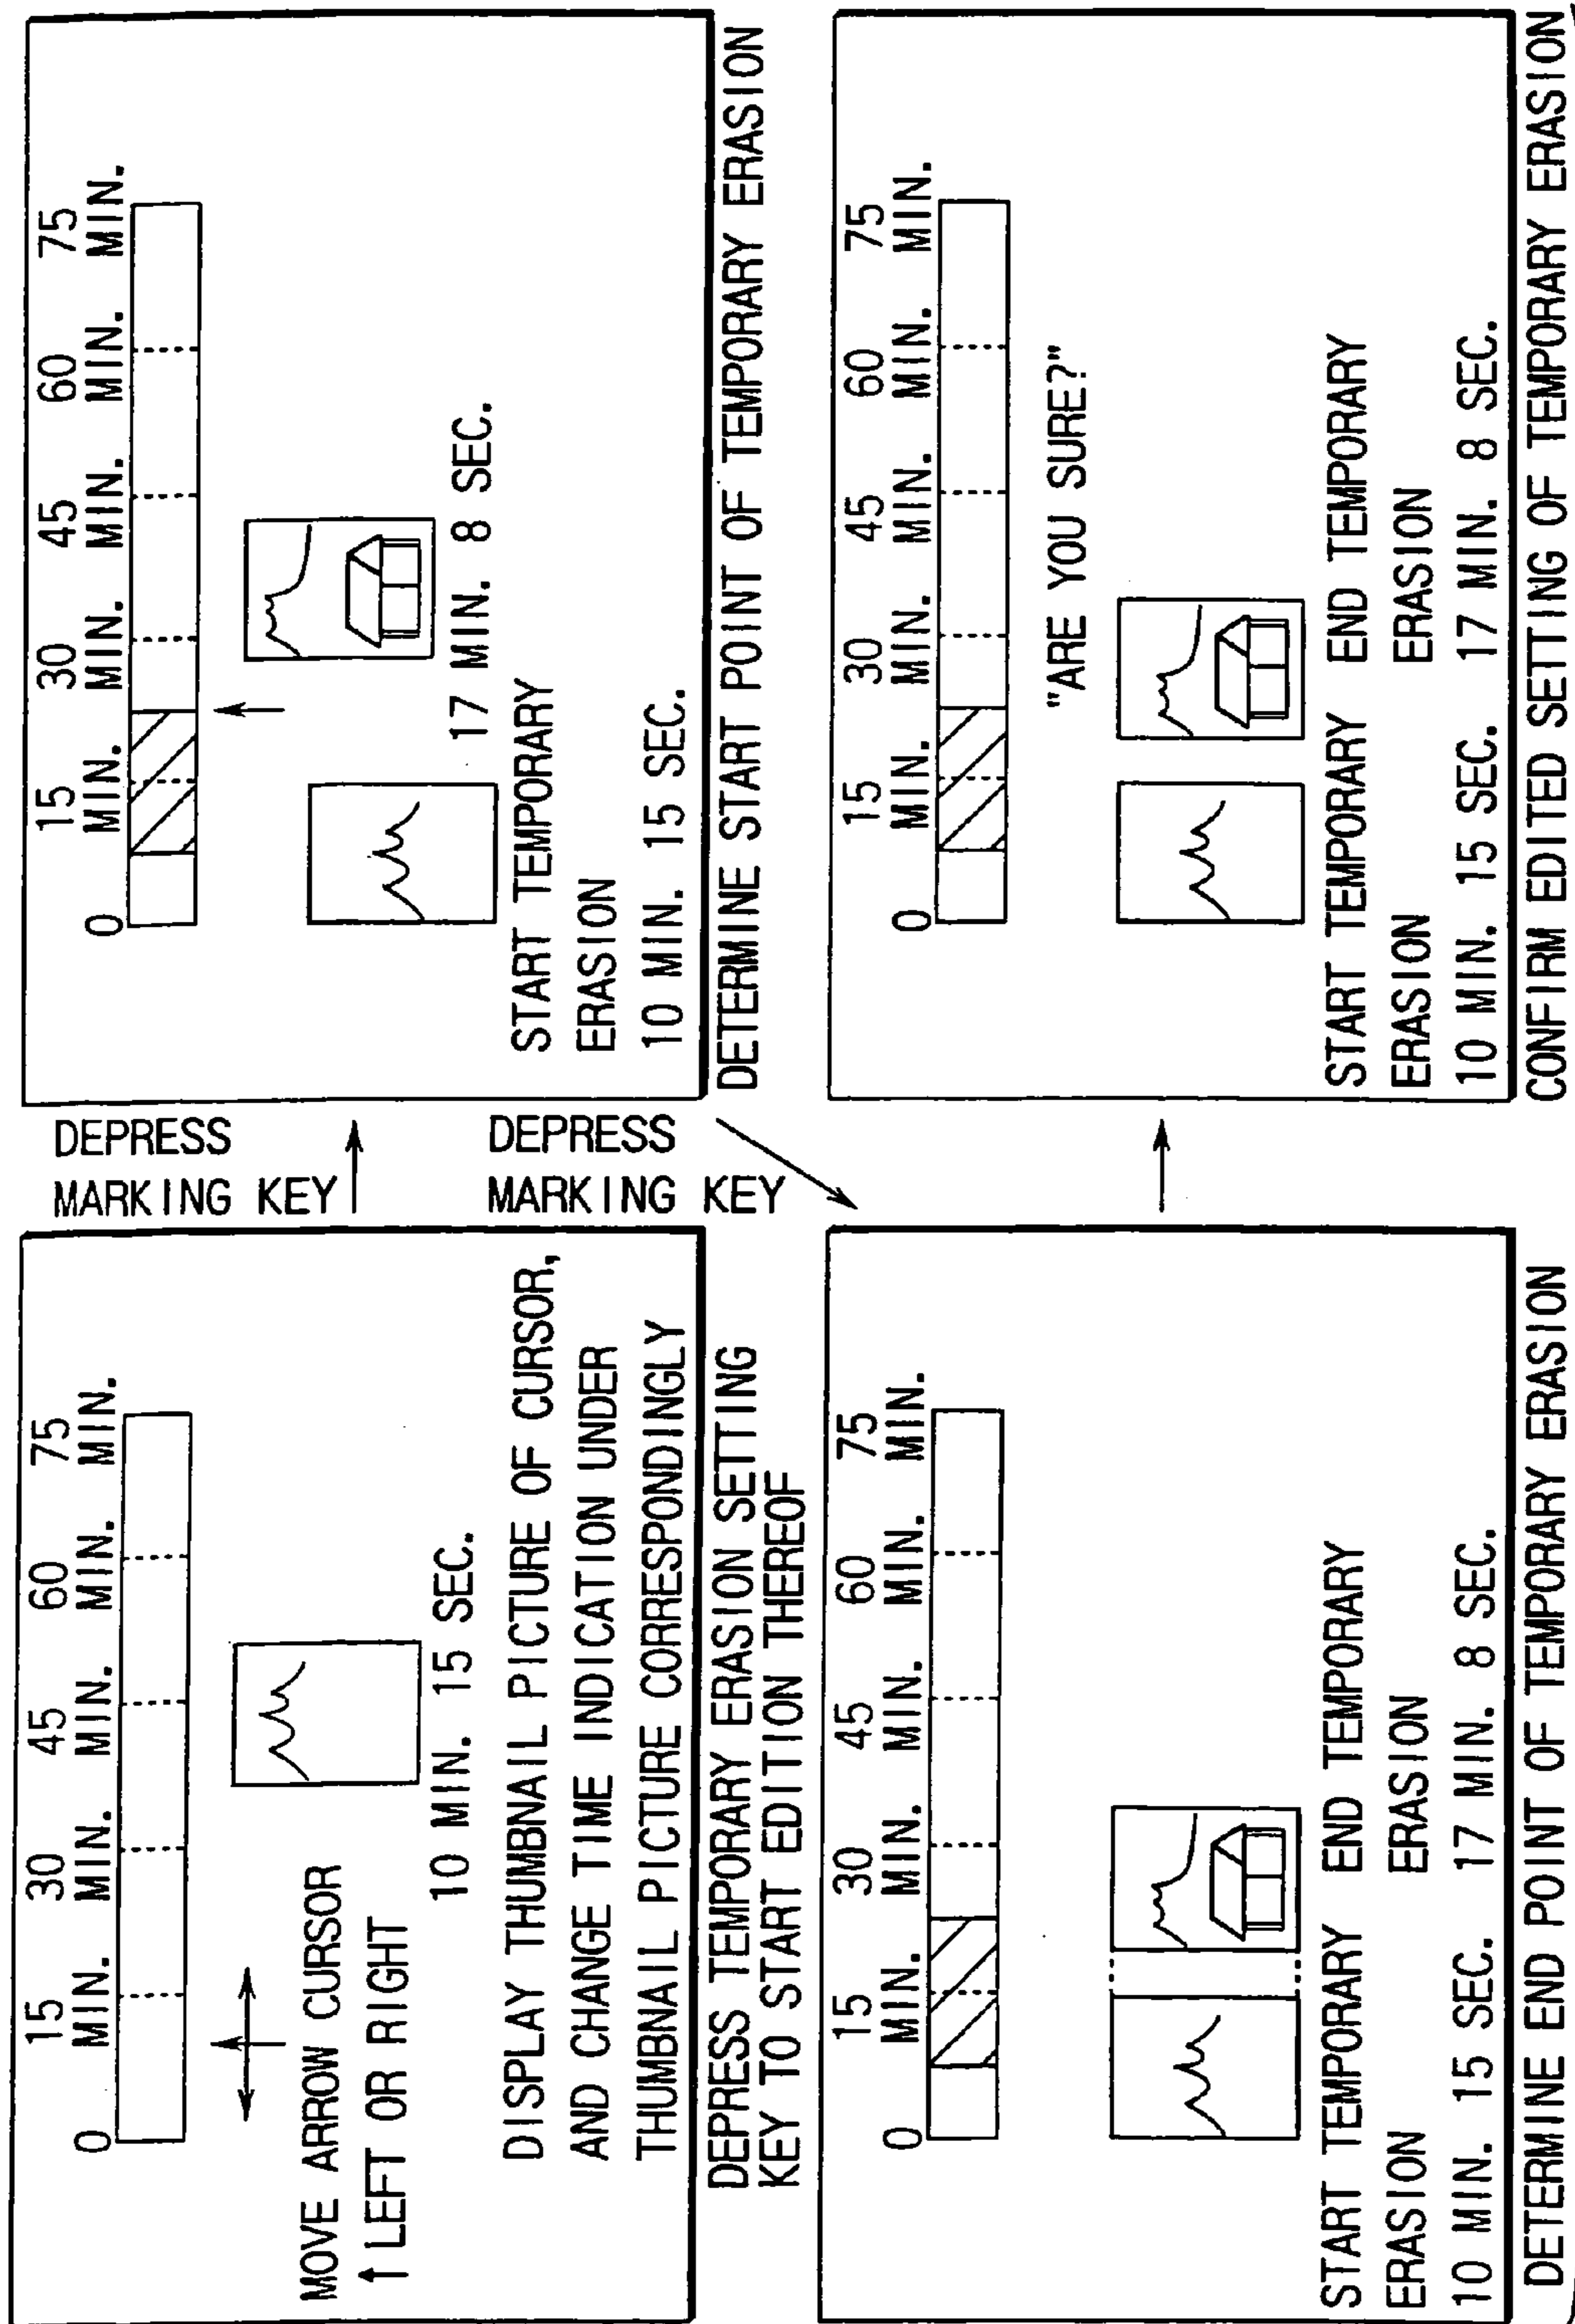 0 15 30 45 60 75
MIN. MIN. MIN. MIN. MIN.
MOVE ARROW CURSOR
↑ LEFT OR RIGHT
10 MIN. 15 SEC.
DISPLAY THUMBNAIL PICTURE OF CURSOR,
AND CHANGE TIME INDICATION UNDER
THUMBNAIL PICTURE CORRESPONDINGLY
DEPRESS TEMPORARY ERASION SETTING
KEY TO START EDITION THEREOF
DEPRESS
MARKING KEY
0 15 30 45 60 75
MIN. MIN. MIN. MIN. MIN.
17 MIN. 8 SEC.
START TEMPORARY
ERASION
10 MIN. 15 SEC.
DETERMINE START POINT OF TEMPORARY ERASION
DEPRESS
MARKING KEY
0 15 30 45 60 75
MIN. MIN. MIN. MIN. MIN.
START TEMPORARY END TEMPORARY
ERASION ERASION
10 MIN. 15 SEC. 17 MIN. 8 SEC.
DETERMINE END POINT OF TEMPORARY ERASION
0 15 30 45 60 75
MIN. MIN. MIN. MIN. MIN.
"ARE YOU SURE?"
START TEMPORARY END TEMPORARY
ERASION ERASION
10 MIN. 15 SEC. 17 MIN. 8 SEC.
CONFIRM EDITED SETTING OF TEMPORARY ERASION